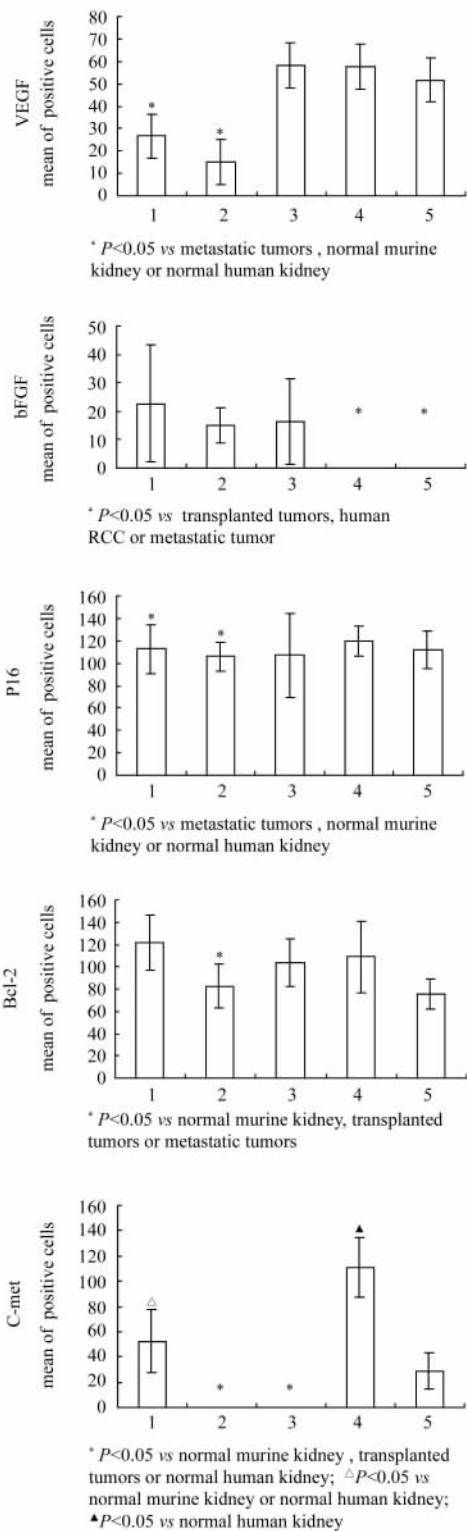 VEGF
mean of positive cells
80
70
60
50
40
30
20
10
0
*
*
1 2 3 4 5
* P<0.05 vs metastatic tumors , normal murine
kidney or normal human kidney
bFGF
mean of positive cells
50
40
30
20
10
0
* *
1 2 3 4 5
* P<0.05 vs transplanted tumors, human
RCC or metastatic tumor
P16
mean of positive cells
160
140
120
100
80
60
40
20
0
*
*
1 2 3 4 5
* P<0.05 vs metastatic tumors , normal murine
kidney or normal human kidney
Bcl-2
mean of positive cells
160
140
120
100
80
60
40
20
0
*
1 2 3 4 5
* P<0.05 vs normal murine kidney, transplanted
tumors or metastatic tumors
C-met
mean of positive cells
160
140
120
100
80
60
40
20
0
▲
△
* *
1 2 3 4 5
* P<0.05 vs normal murine kidney , transplanted
tumors or normal human kidney; △P<0.05 vs
normal murine kidney or normal human kidney;
▲P<0.05 vs normal human kidney